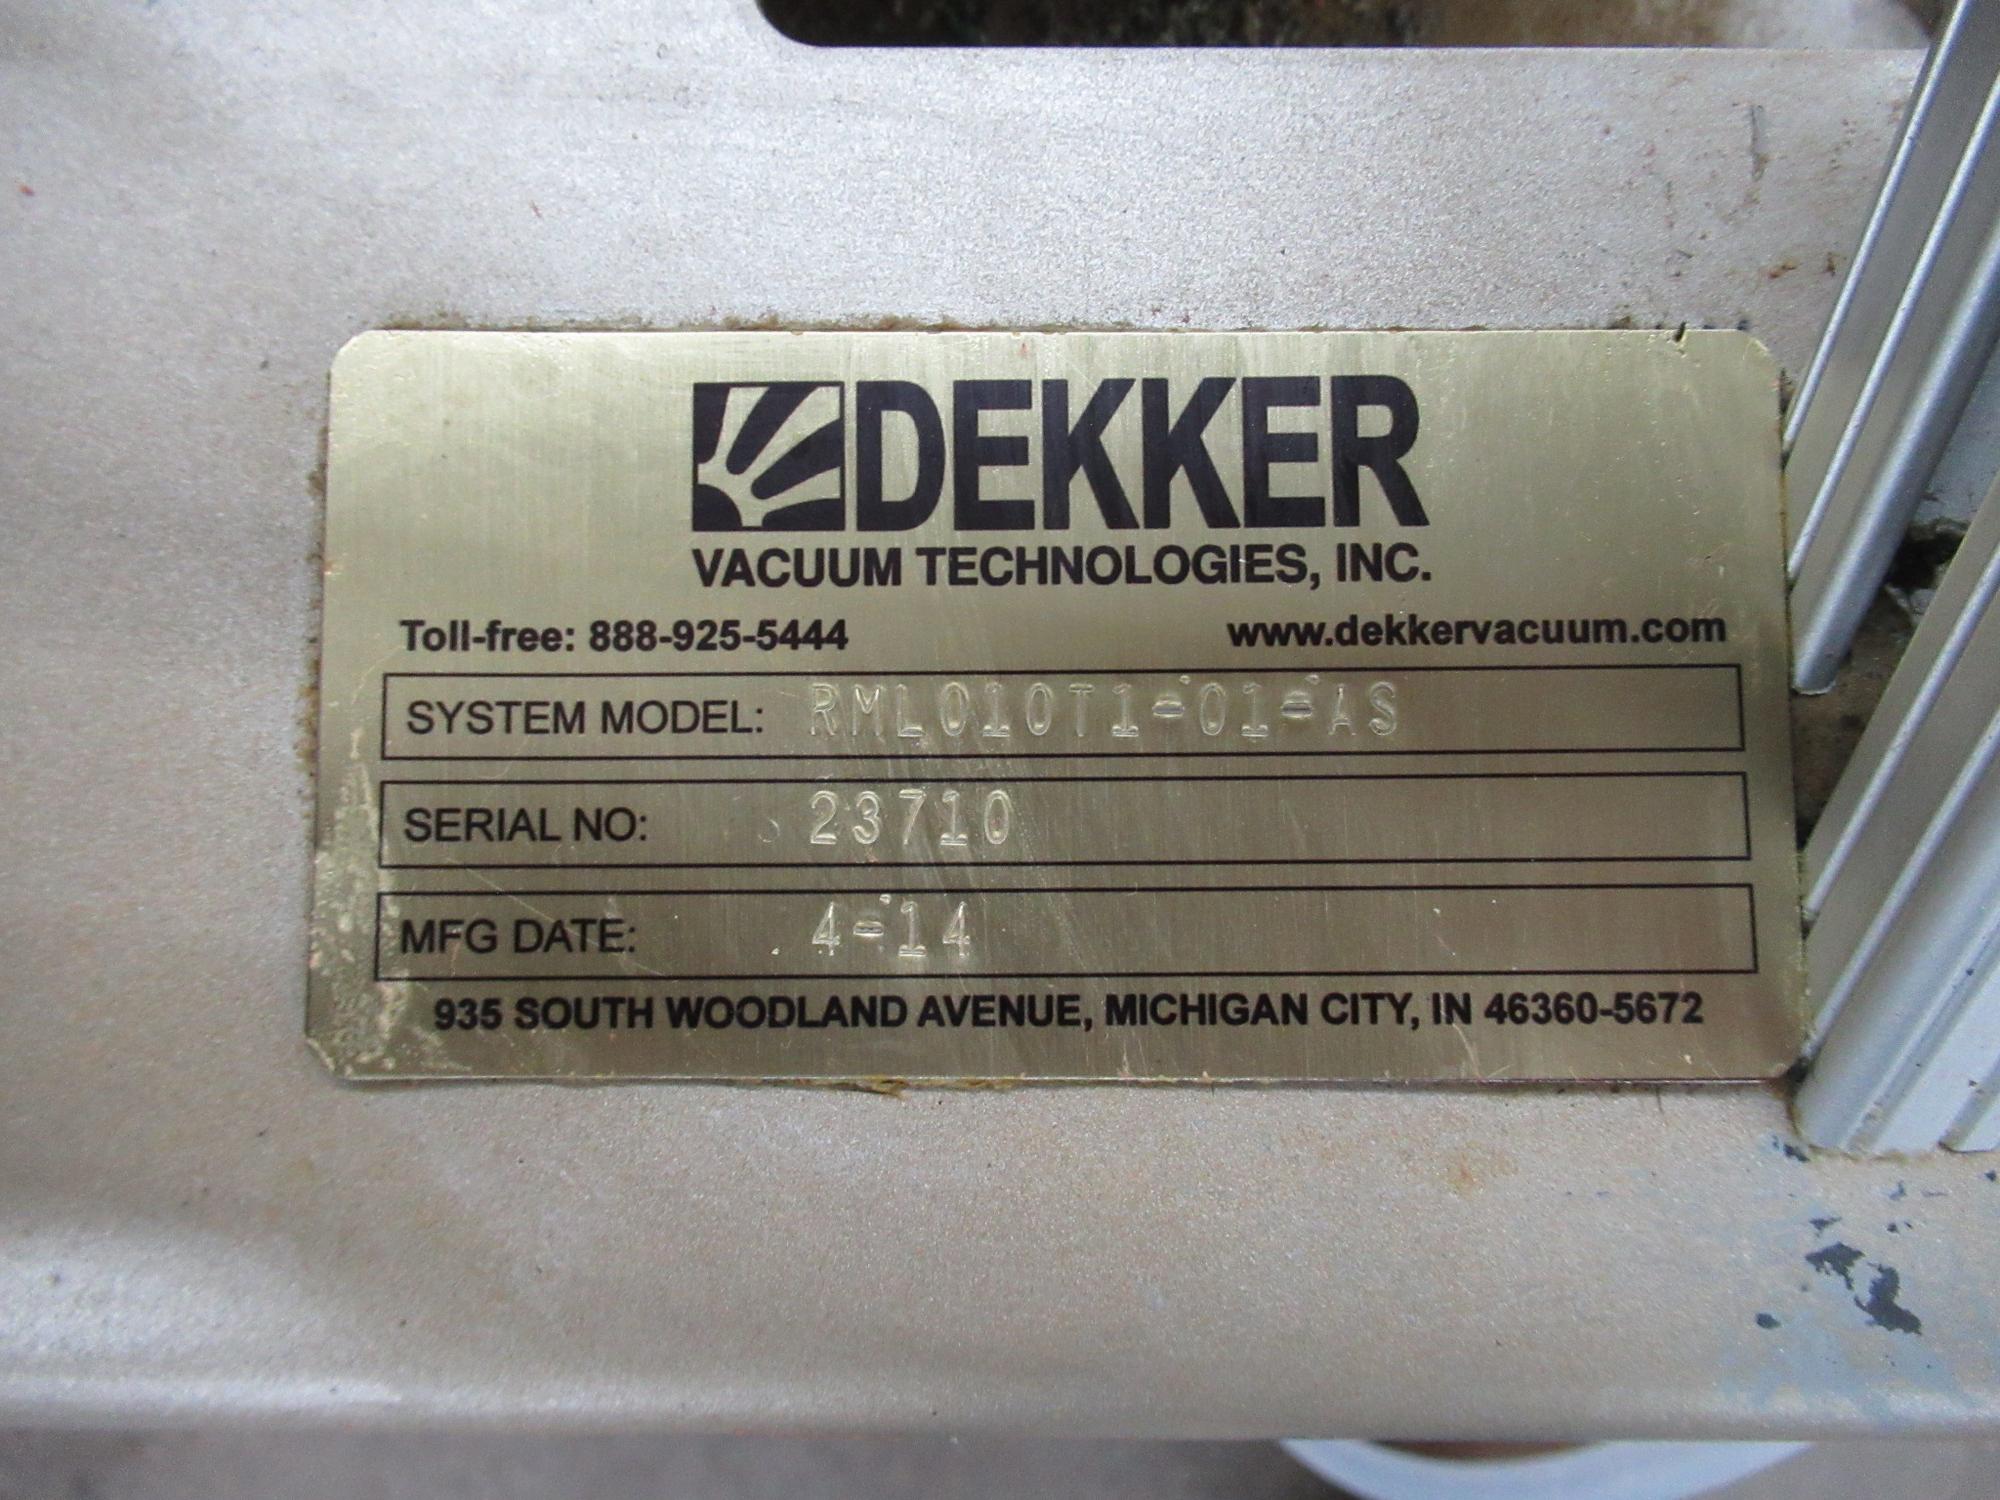 DEKKER
VACUUM TECHNOLOGIES, INC.
Toll-free: 888-925-5444 www.dekkervacuum.com
SYSTEM MODEL: RML010T1-01-AS
SERIAL NO: 23710
MFG DATE: 4-14
935 SOUTH WOODLAND AVENUE, MICHIGAN CITY, IN 46360-5672